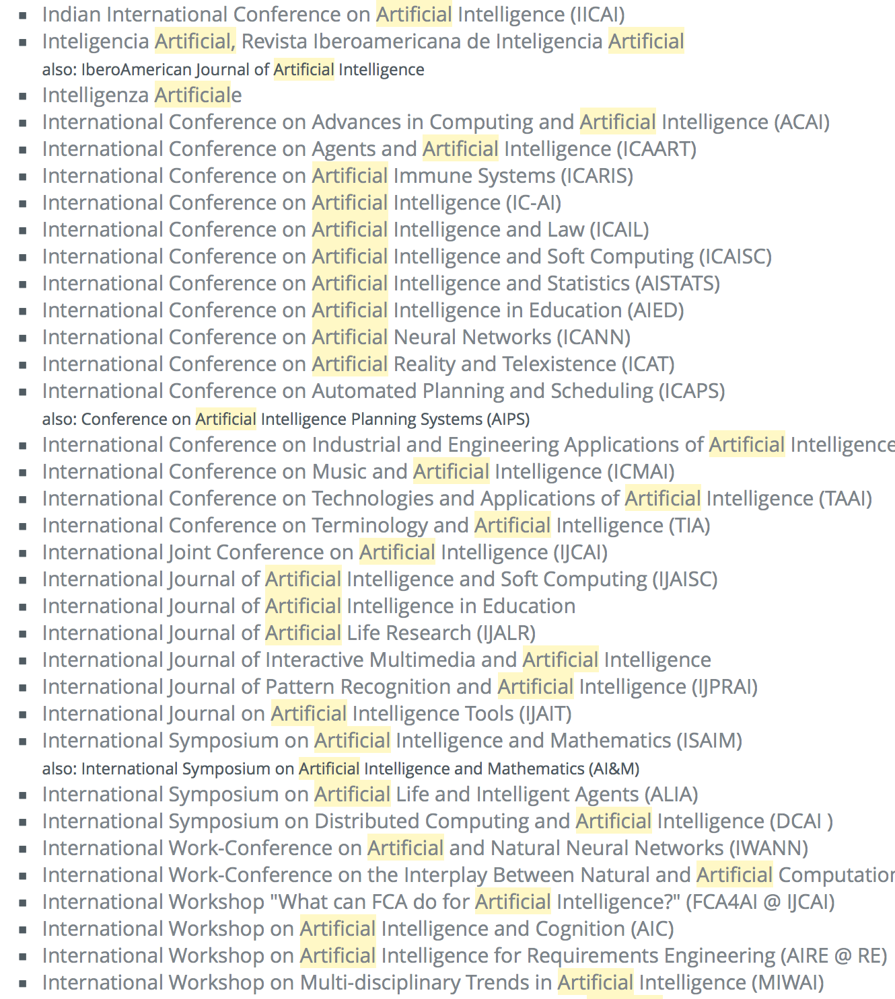 Indian International Conference on Artificial Intelligence (IICAI)
Inteligencia Artificial, Revista Iberoamericana de Inteligencia Artificial
also: IberoAmerican Journal of Artificial Intelligence
Intelligenza Artificiale
International Conference on Advances in Computing and Artificial Intelligence (ACAI)
International Conference on Agents and Artificial Intelligence (ICAART)
International Conference on Artificial Immune Systems (ICARIS)
International Conference on Artificial Intelligence (IC-AI)
International Conference on Artificial Intelligence and Law (ICAIL)
International Conference on Artificial Intelligence and Soft Computing (ICAISC)
International Conference on Artificial Intelligence and Statistics (AISTATS)
International Conference on Artificial Intelligence in Education (AIED)
International Conference on Artificial Neural Networks (ICANN)
International Conference on Artificial Reality and Telexistence (ICAT)
International Conference on Automated Planning and Scheduling (ICAPS)
also: Conference on Artificial Intelligence Planning Systems (AIPS)
International Conference on Industrial and Engineering Applications of Artificial Intelligence
International Conference on Music and Artificial Intelligence (ICMAI)
International Conference on Technologies and Applications of Artificial Intelligence (TAAI)
International Conference on Terminology and Artificial Intelligence (TIA)
International Joint Conference on Artificial Intelligence (IJCAI)
International Journal of Artificial Intelligence and Soft Computing (IJAISC)
International Journal of Artificial Intelligence in Education
International Journal of Artificial Life Research (IJALR)
International Journal of Interactive Multimedia and Artificial Intelligence
International Journal of Pattern Recognition and Artificial Intelligence (IJPRAI)
International Journal on Artificial Intelligence Tools (IJAIT)
International Symposium on Artificial Intelligence and Mathematics (ISAIM)
also: International Symposium on Artificial Intelligence and Mathematics (AI&M)
International Symposium on Artificial Life and Intelligent Agents (ALIA)
International Symposium on Distributed Computing and Artificial Intelligence (DCAI )
International Work-Conference on Artificial and Natural Neural Networks (IWANN)
International Work-Conference on the Interplay Between Natural and Artificial Computation
International Workshop "What can FCA do for Artificial Intelligence?" (FCA4AI @ IJCAI)
International Workshop on Artificial Intelligence and Cognition (AIC)
International Workshop on Artificial Intelligence for Requirements Engineering (AIRE @ RE)
International Workshop on Multi-disciplinary Trends in Artificial Intelligence (MIWAI)